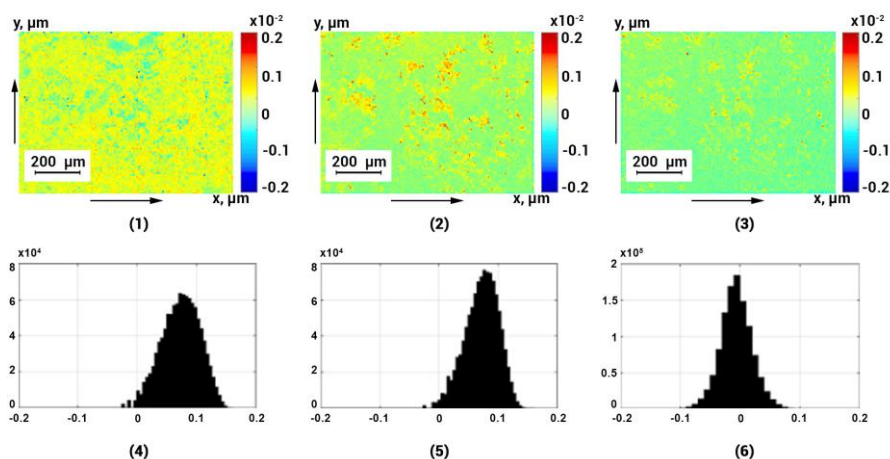 y, µm x10⁻² y, µm x10⁻² y, µm x10⁻²
0.2 0.2 0.2
0.1 0.1 0.1
0 0 0
-0.1 -0.1 -0.1
200 µm 200 µm 200 µm
-0.2 -0.2 -0.2
x, µm x, µm x, µm
(1) (2) (3)
x10⁴ x10⁴ x10⁵
8 8 2
6 6 1.5
4 4 1
2 2 0.5
0 0 0
-0.2 -0.1 0 0.1 0.2 -0.2 -0.1 0 0.1 0.2 -0.2 -0.1 0 0.1 0.2
(4) (5) (6)